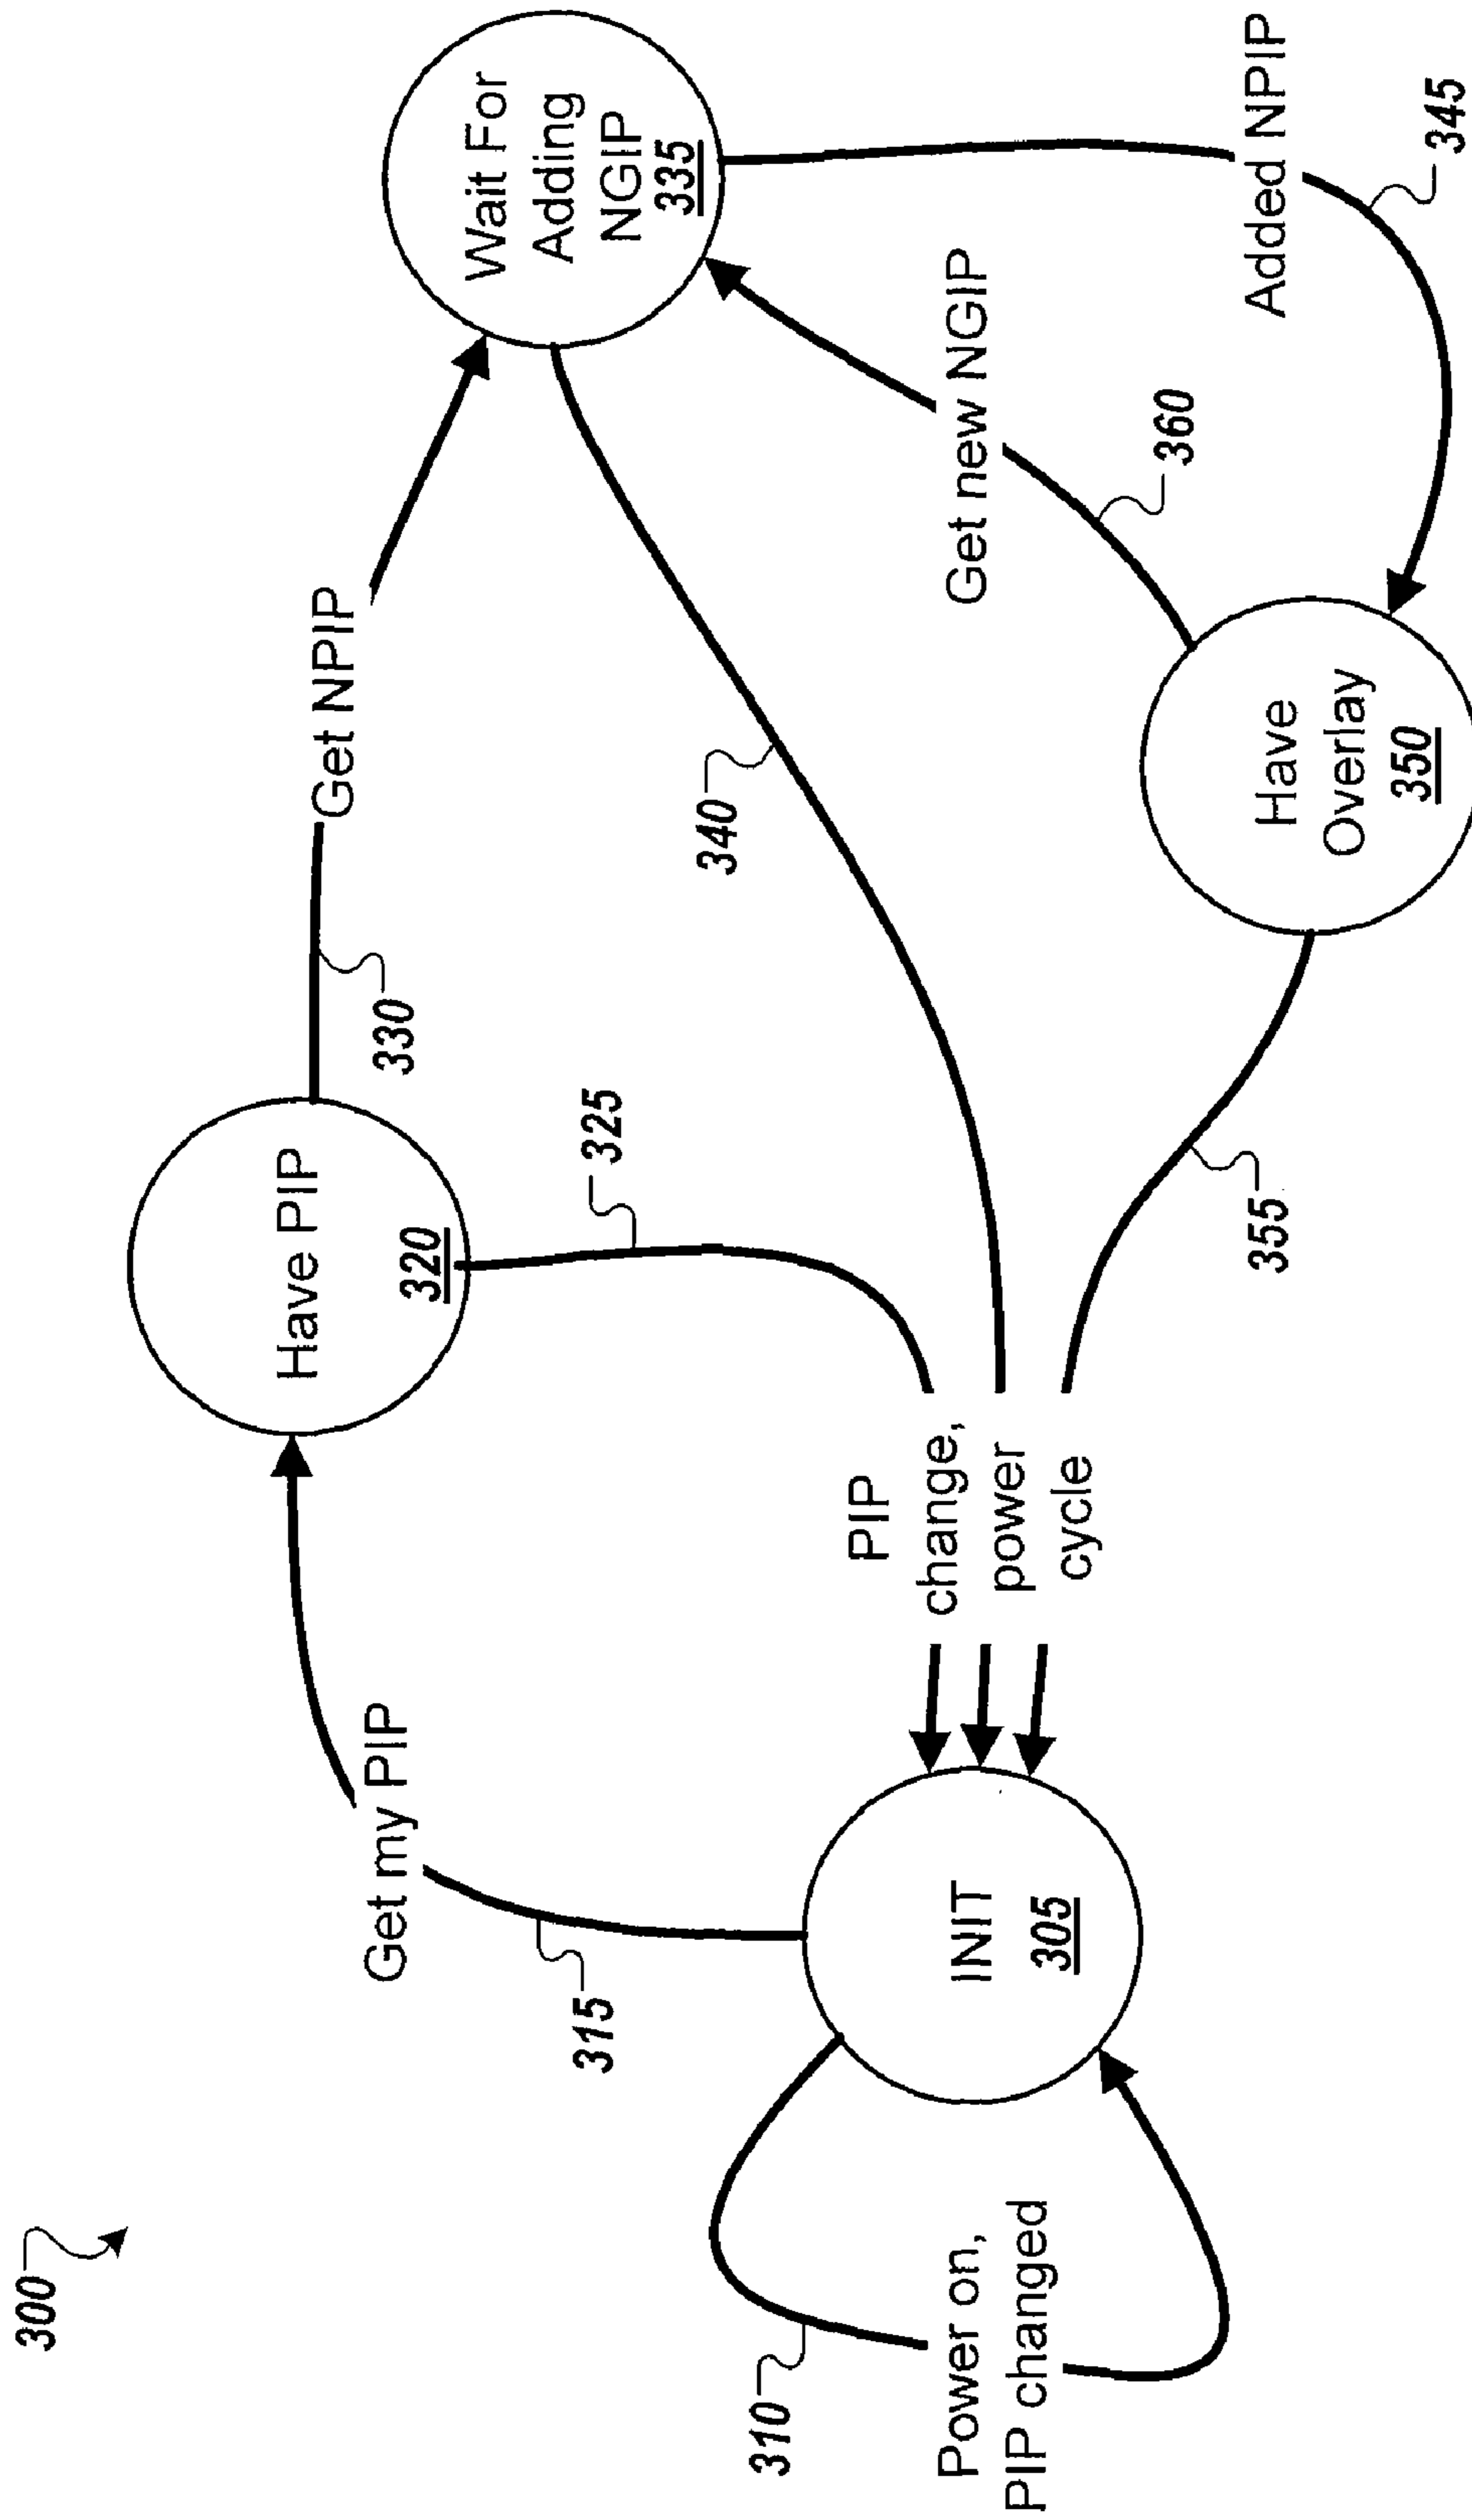 300
Get my PIP
315
Have PIP
320
Get NPIP
330
325
Wait For
Adding
NGIP
335
340
310
Power on,
PIP changed
INIT
305
PIP
change,
power
cycle
355
Get new NGIP
360
Have
Overlay
350
Added NPIP
345